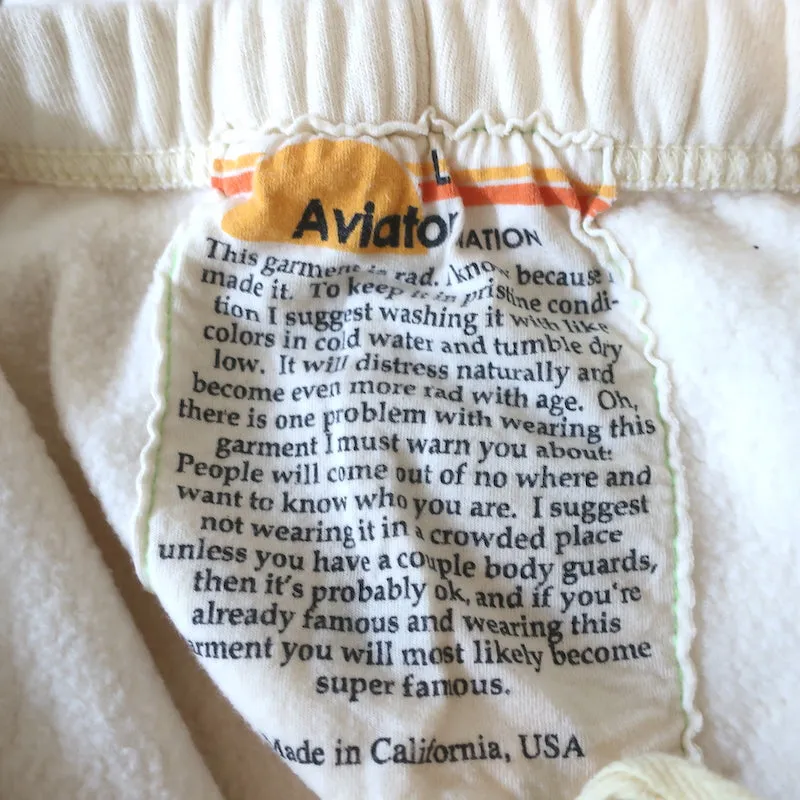 L
Aviator
NATION
This garment is rad. I know because I
made it. To keep it in pristine condi-
tion I suggest washing it with like
colors in cold water and tumble dry
low. It will distress naturally and
become even more rad with age. Oh,
there is one problem with wearing this
garment I must warn you about:
People will come out of no where and
want to know who you are. I suggest
not wearing it in a crowded place
unless you have a couple body guards,
then it's probably ok, and if you're
already famous and wearing this
garment you will most likely become
super famous.
Made in California, USA